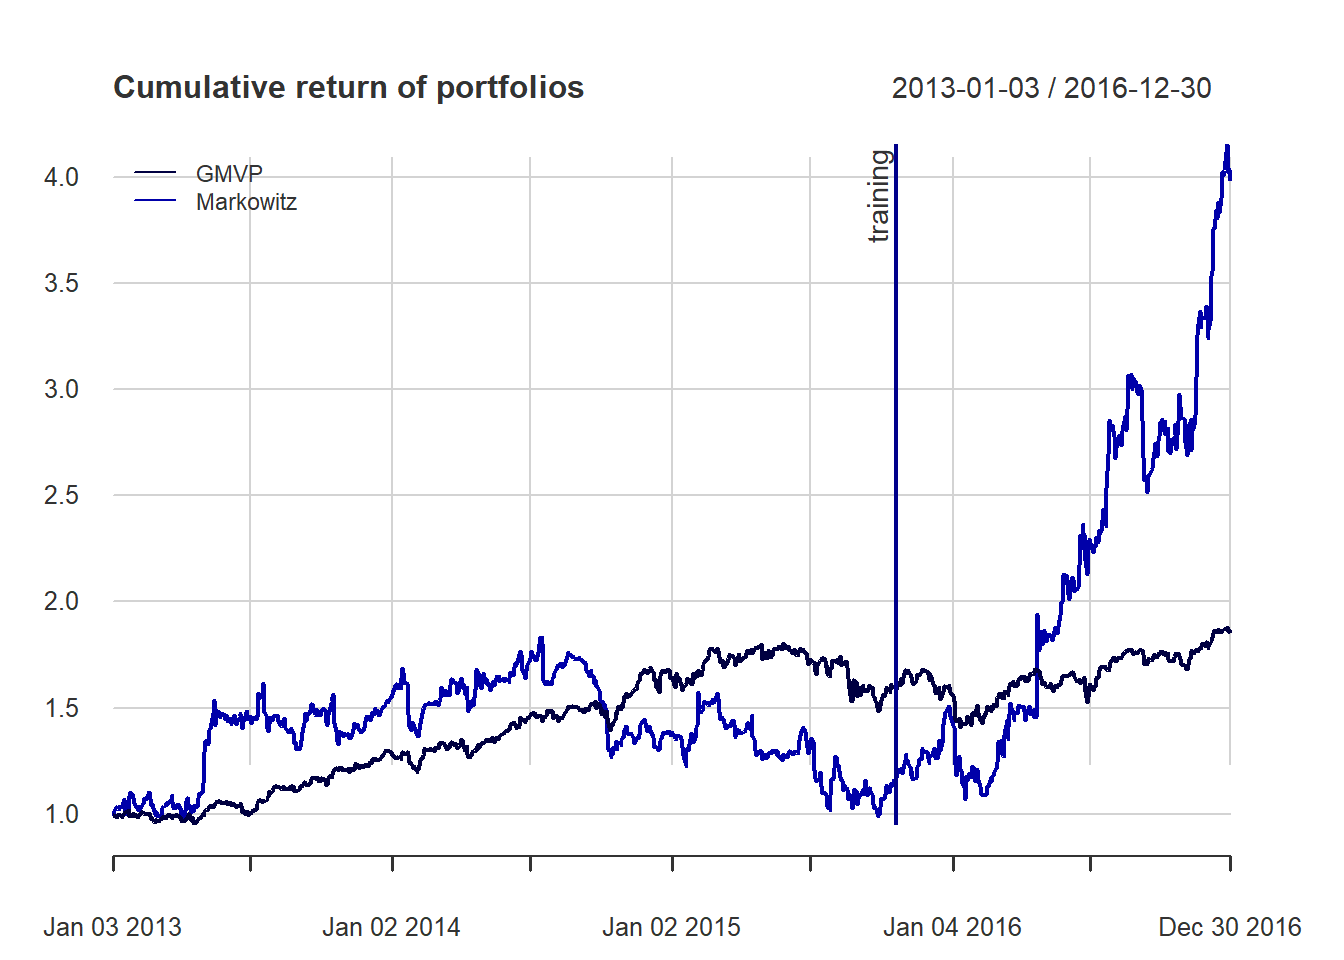 Cumulative return of portfolios
2013-01-03 / 2016-12-30
GMVP
Markowitz
training
4.0
3.5
3.0
2.5
2.0
1.5
1.0
Jan 03 2013
Jan 02 2014
Jan 02 2015
Jan 04 2016
Dec 30 2016